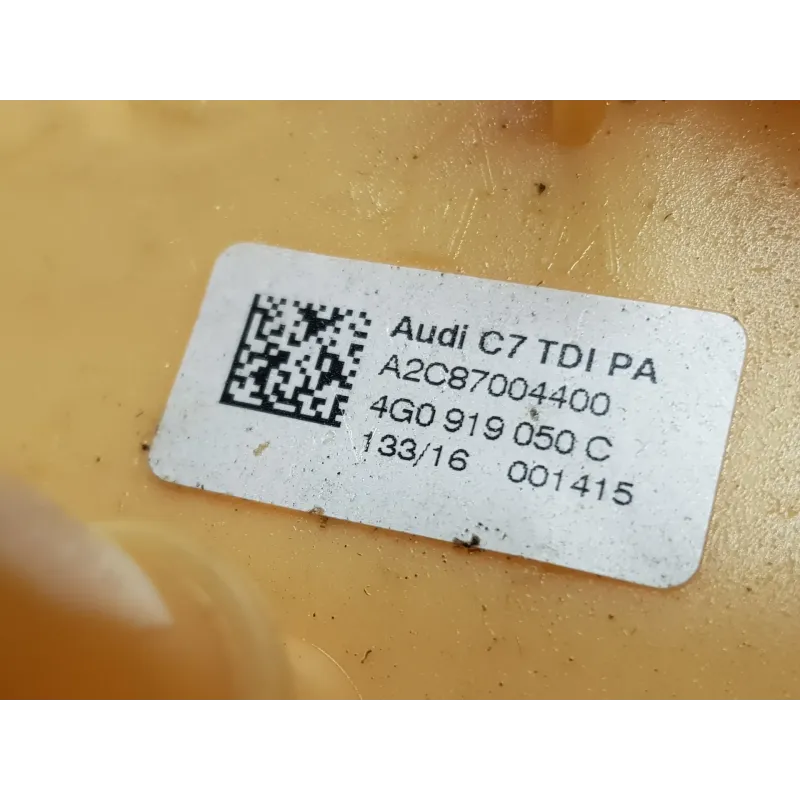 Audi C7 TDI PA
A2C87004400
4G0 919 050 C
133/16 001415